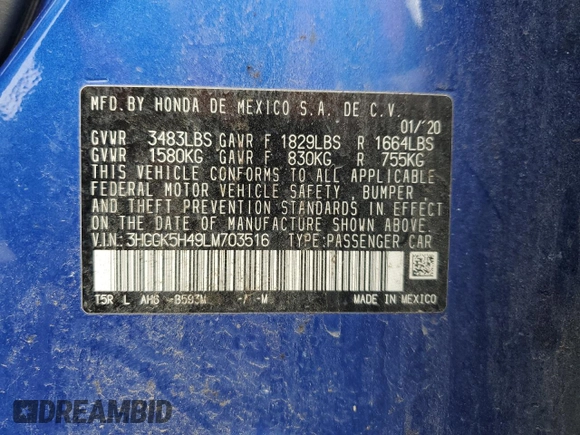 MFD. BY HONDA DE MEXICO S.A. DE C.V.
01/'20
GVWR 3483LBS GAWR F 1829LBS R 1664LBS
GVWR 1580KG GAWR F 830KG R 755KG
THIS VEHICLE CONFORMS TO ALL APPLICABLE
FEDERAL MOTOR VEHICLE SAFETY, BUMPER,
AND THEFT PREVENTION STANDARDS IN EFFECT
ON THE DATE OF MANUFACTURE SHOWN ABOVE.
V.I.N.: 3HGGK5H49LM703516 TYPE:PASSENGER CAR
T5R L AHG -B593M -/ -M
MADE IN MEXICO
DREAMBID